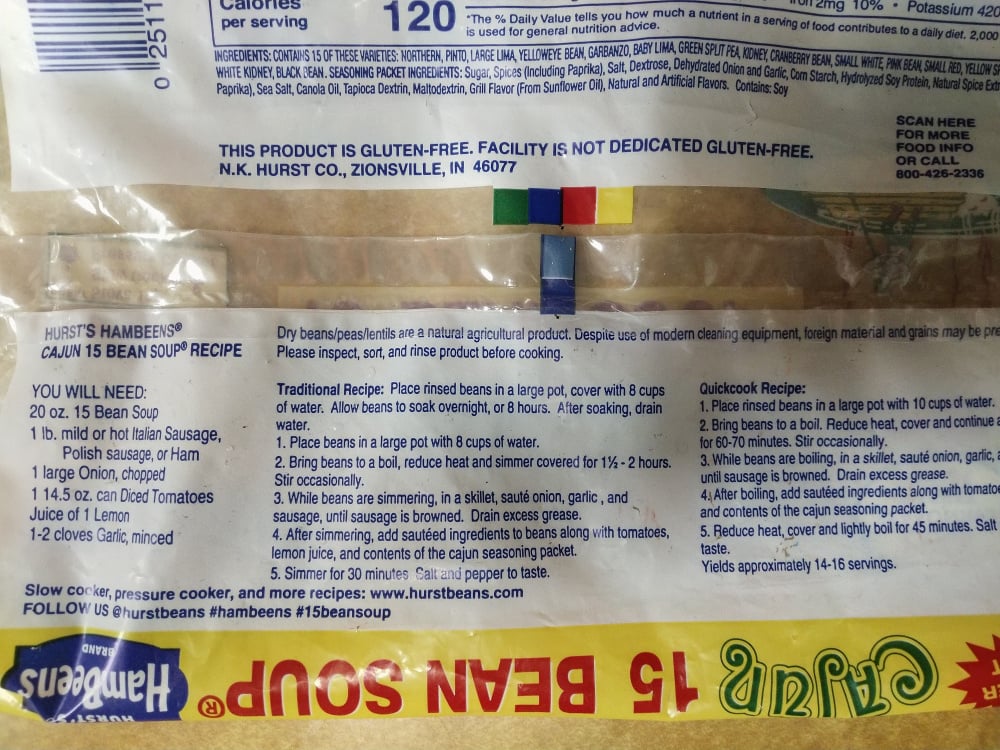 Calories
per serving
120
*The % Daily Value tells you how much a nutrient in a serving of food contributes to a daily diet. 2,000
is used for general nutrition advice.
2mg 10% • Potassium 420
0 2511
INGREDIENTS: CONTAINS 15 OF THESE VARIETIES: NORTHERN, PINTO, LARGE LIMA, YELLOWEYE BEAN, GARBANZO, BABY LIMA, GREEN SPLIT PEA, KIDNEY, CRANBERRY BEAN, SMALL WHITE, PINK BEAN, SMALL RED, YELLOW
WHITE KIDNEY, BLACK BEAN. SEASONING PACKET INGREDIENTS: Sugar, Spices (Including Paprika), Salt, Dextrose, Dehydrated Onion and Garlic, Corn Starch, Hydrolyzed Soy Protein, Natural Spice
Paprika), Sea Salt, Canola Oil, Tapioca Dextrin, Maltodextrin, Grill Flavor (From Sunflower Oil), Natural and Artificial Flavors. Contains: Soy
THIS PRODUCT IS GLUTEN-FREE. FACILITY IS NOT DEDICATED GLUTEN-FREE.
N.K. HURST CO., ZIONSVILLE, IN 46077
SCAN HERE
FOR MORE
FOOD INFO
OR CALL
800-426-2336
HURST'S HAMBEENS®
CAJUN 15 BEAN SOUP® RECIPE
YOU WILL NEED:
20 oz. 15 Bean Soup
1 lb. mild or hot Italian Sausage,
Polish sausage, or Ham
1 large Onion, chopped
1 14.5 oz. can Diced Tomatoes
Juice of 1 Lemon
1-2 cloves Garlic, minced
Dry beans/peas/lentils are a natural agricultural product. Despite use of modern cleaning equipment, foreign material and grains may be pre
Please inspect, sort, and rinse product before cooking.
Traditional Recipe: Place rinsed beans in a large pot, cover with 8 cups
of water. Allow beans to soak overnight, or 8 hours. After soaking, drain
water.
1. Place beans in a large pot with 8 cups of water.
2. Bring beans to a boil, reduce heat and simmer covered for 1½ - 2 hours.
Stir occasionally.
3. While beans are simmering, in a skillet, sauté onion, garlic , and
sausage, until sausage is browned. Drain excess grease.
4. After simmering, add sautéed ingredients to beans along with tomatoes,
lemon juice, and contents of the cajun seasoning packet.
5. Simmer for 30 minutes. Salt and pepper to taste.
Quickcook Recipe:
1. Place rinsed beans in a large pot with 10 cups of water.
2. Bring beans to a boil. Reduce heat, cover and continue
for 60-70 minutes. Stir occasionally.
3. While beans are boiling, in a skillet, sauté onion, garlic,
until sausage is browned. Drain excess grease.
4. After boiling, add sautéed ingredients along with tomatoe
and contents of the cajun seasoning packet.
5. Reduce heat, cover and lightly boil for 45 minutes. Salt
taste.
Yields approximately 14-16 servings.
Slow cooker, pressure cooker, and more recipes: www.hurstbeans.com
FOLLOW US @hurstbeans #hambeens #15beansoup
CAJUN 15 BEAN SOUP®
HURST'S
HamBeens
BRAND